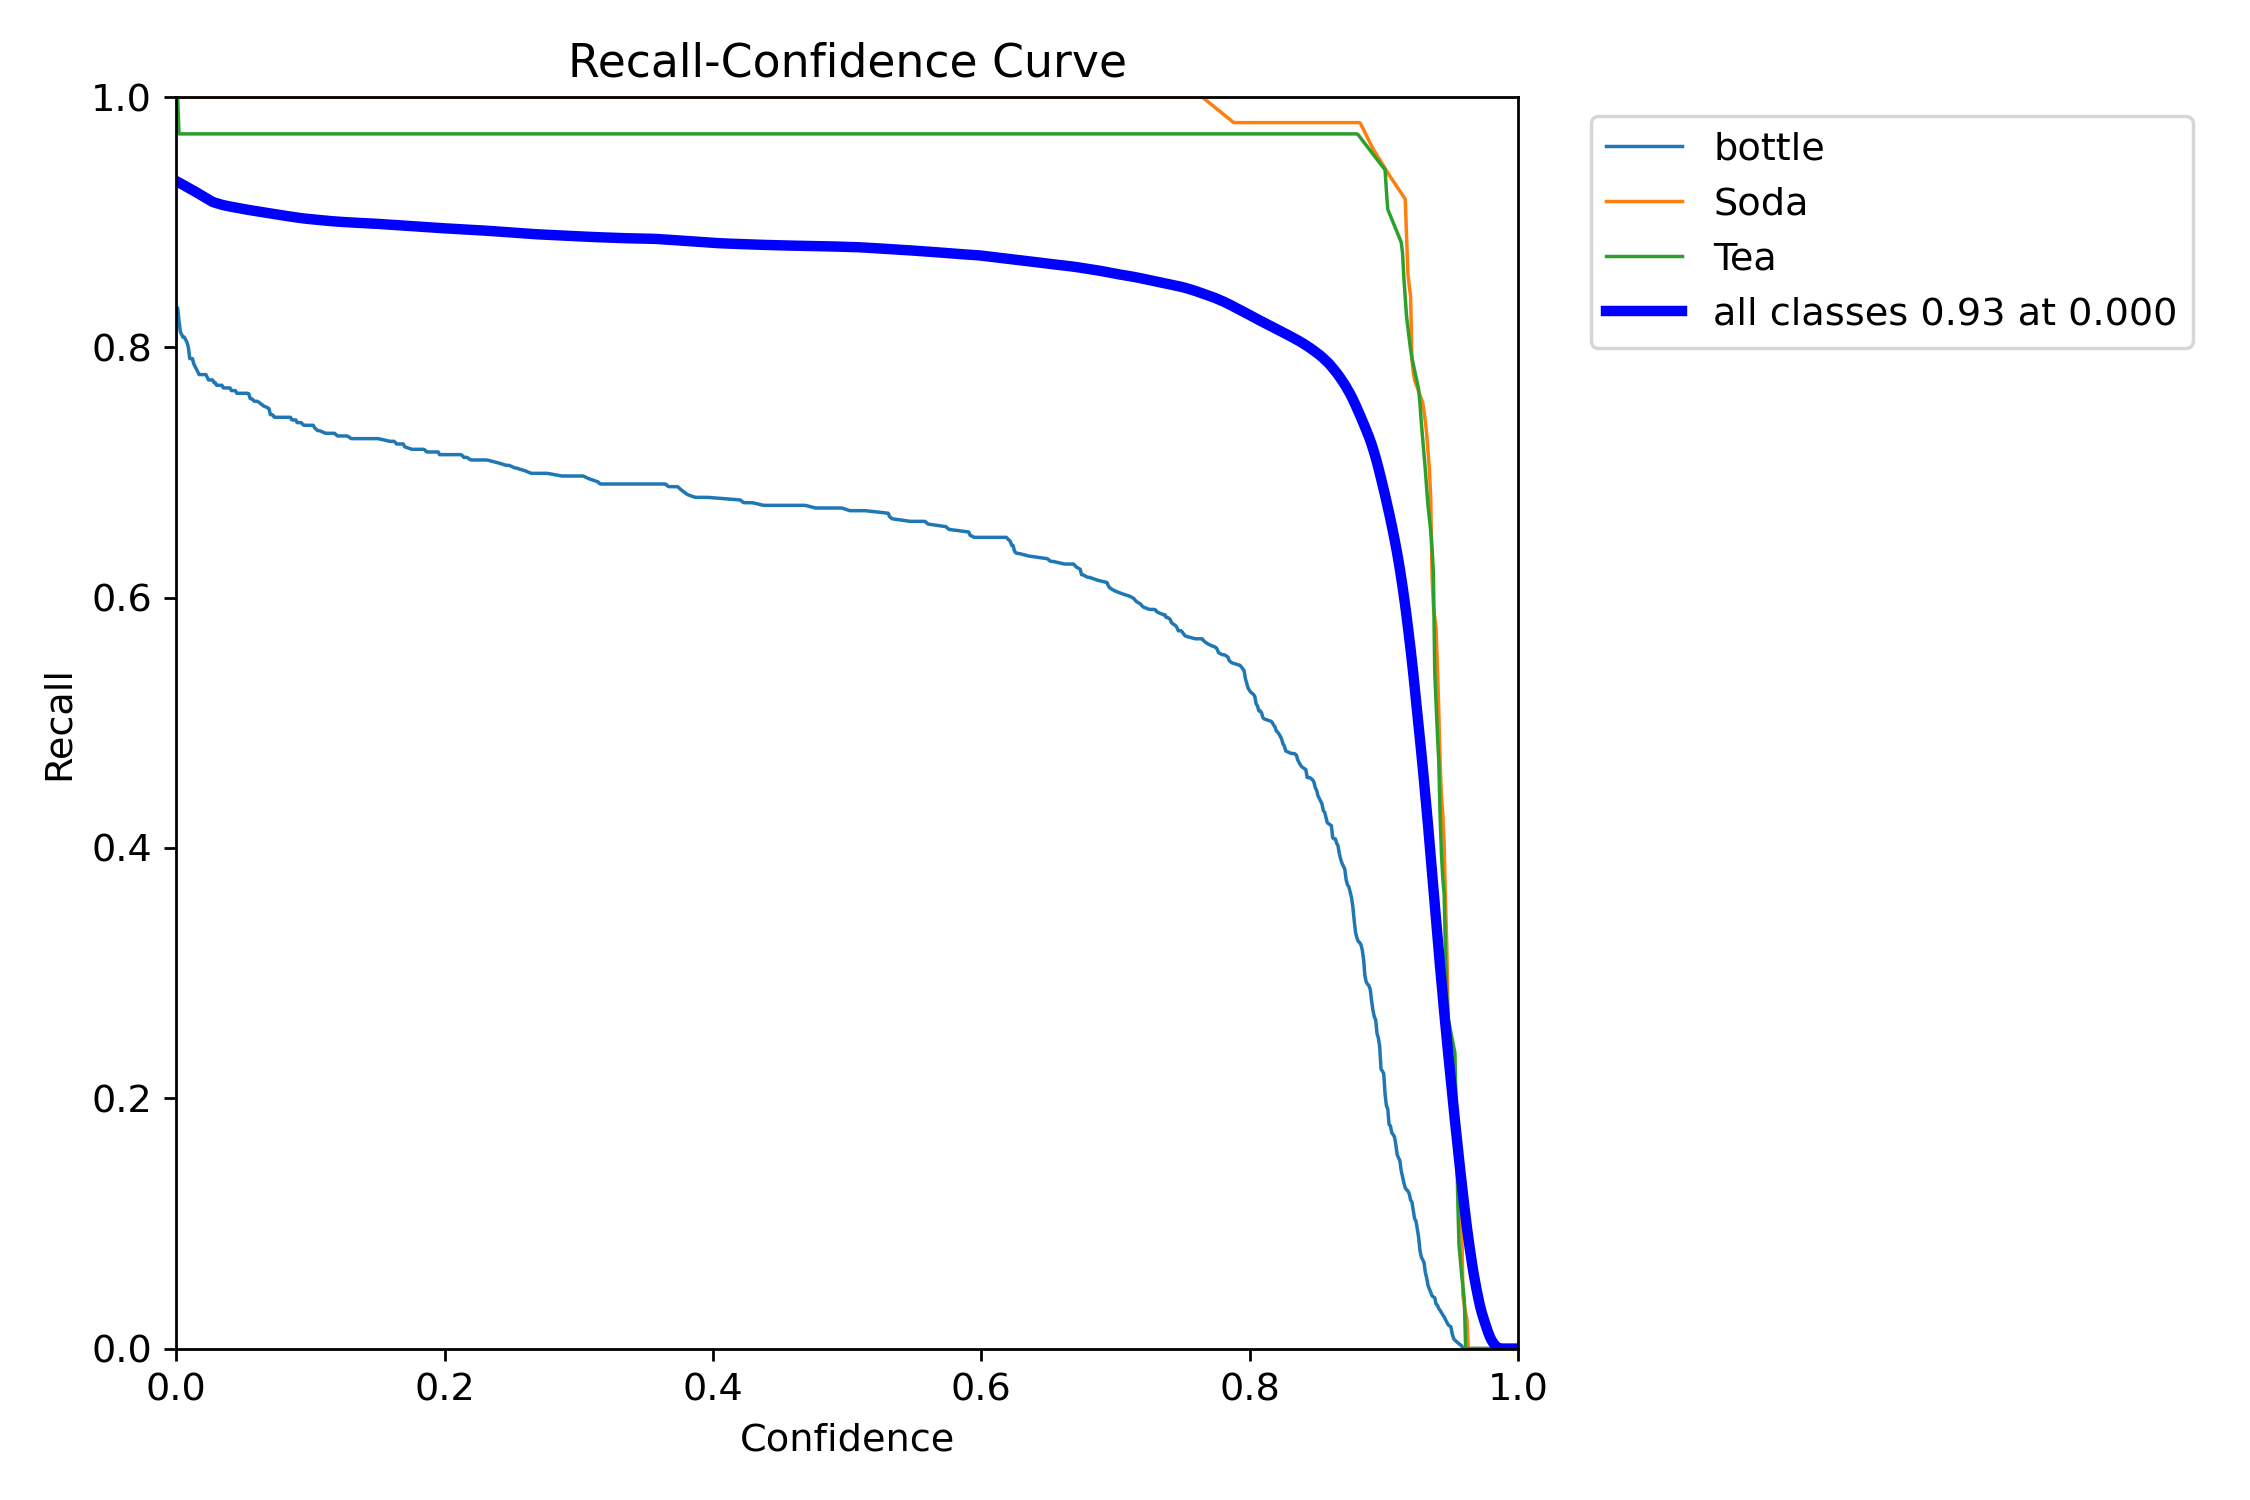 Recall-Confidence Curve
1.0
0.8
0.6
0.4
0.2
0.0
Recall
0.0 0.2 0.4 0.6 0.8 1.0
Confidence
bottle
Soda
Tea
all classes 0.93 at 0.000